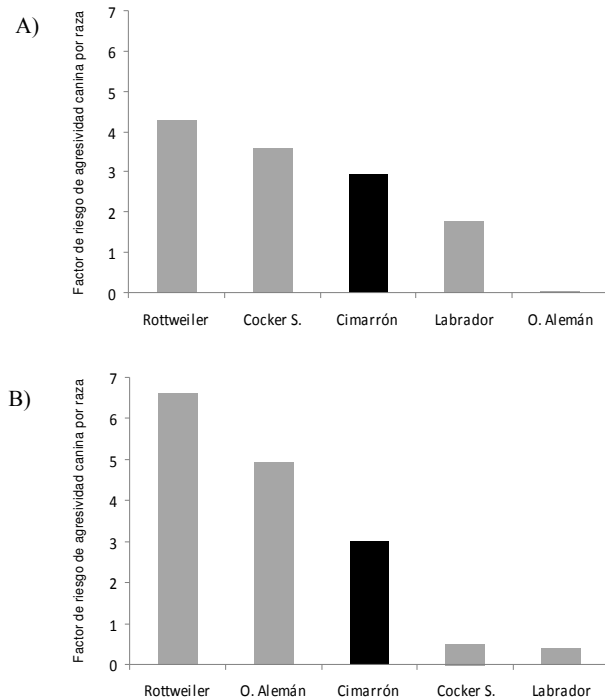 A)
Factor de riesgo de agresividad canina por raza
7
6
5
4
3
2
1
0
Rottweiler Cocker S. Cimarrón Labrador O. Alemán
B)
Factor de riesgo de agresividad canina por raza
7
6
5
4
3
2
1
0
Rottweiler O. Alemán Cimarrón Cocker S. Labrador